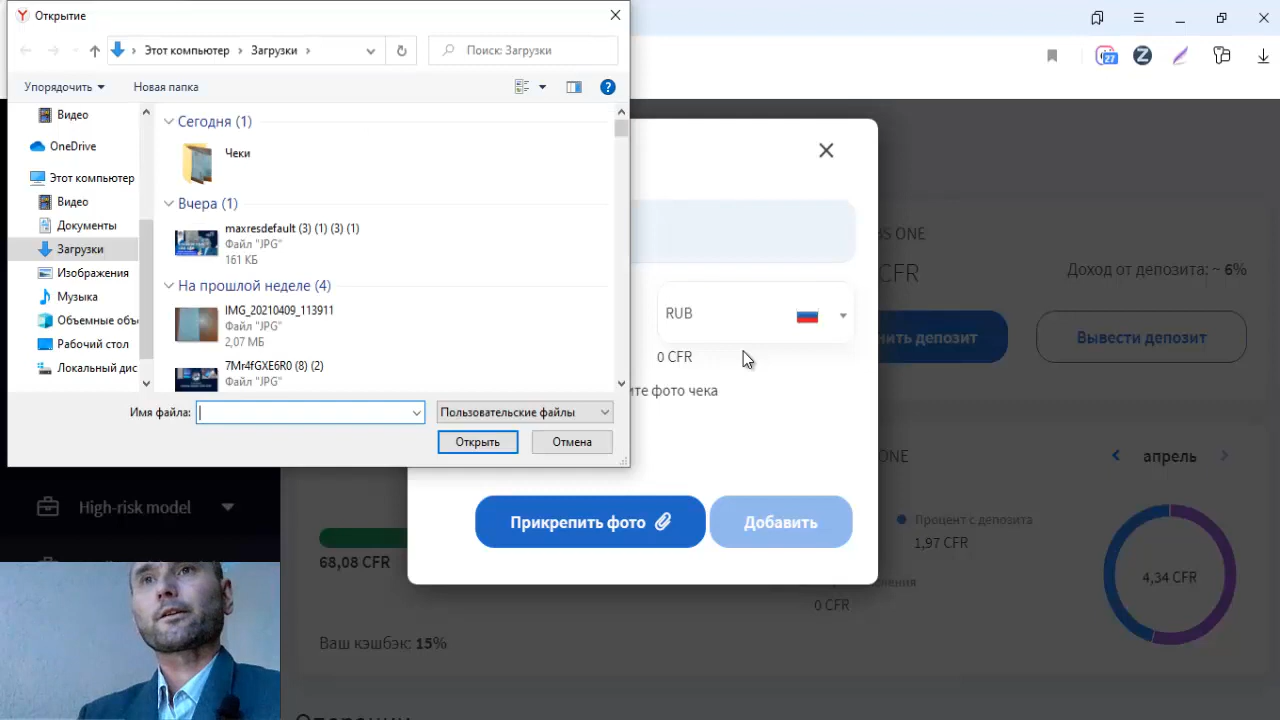 Открытие
Этот компьютер
Загрузки
Поиск: Загрузки
Упорядочить
Новая папка
Видео
OneDrive
Этот компьютер
Видео
Документы
Загрузки
Изображения
Музыка
Объемные объ
Рабочий стол
Локальный дис
Сегодня (1)
Чеки
Вчера (1)
maxresdefault (3) (1) (3) (1)
Файл "JPG"
161 КБ
На прошлой неделе (4)
IMG_20210409_113911
Файл "JPG"
2,07 МБ
7Mr4fGXE6R0 (8) (2)
Файл "JPG"
Имя файла:
Пользовательские файлы
Открыть
Отмена
27
RUB
0 CFR
те фото чека
Прикрепить фото
Добавить
ONE
CFR
Доход от депозита: ~ 6%
нить депозит
Вывести депозит
ONE
апрель
Процент с депозита
1,97 CFR
0 CFR
4,34 CFR
High-risk model
68,08 CFR
Ваш кэшбэк: 15%